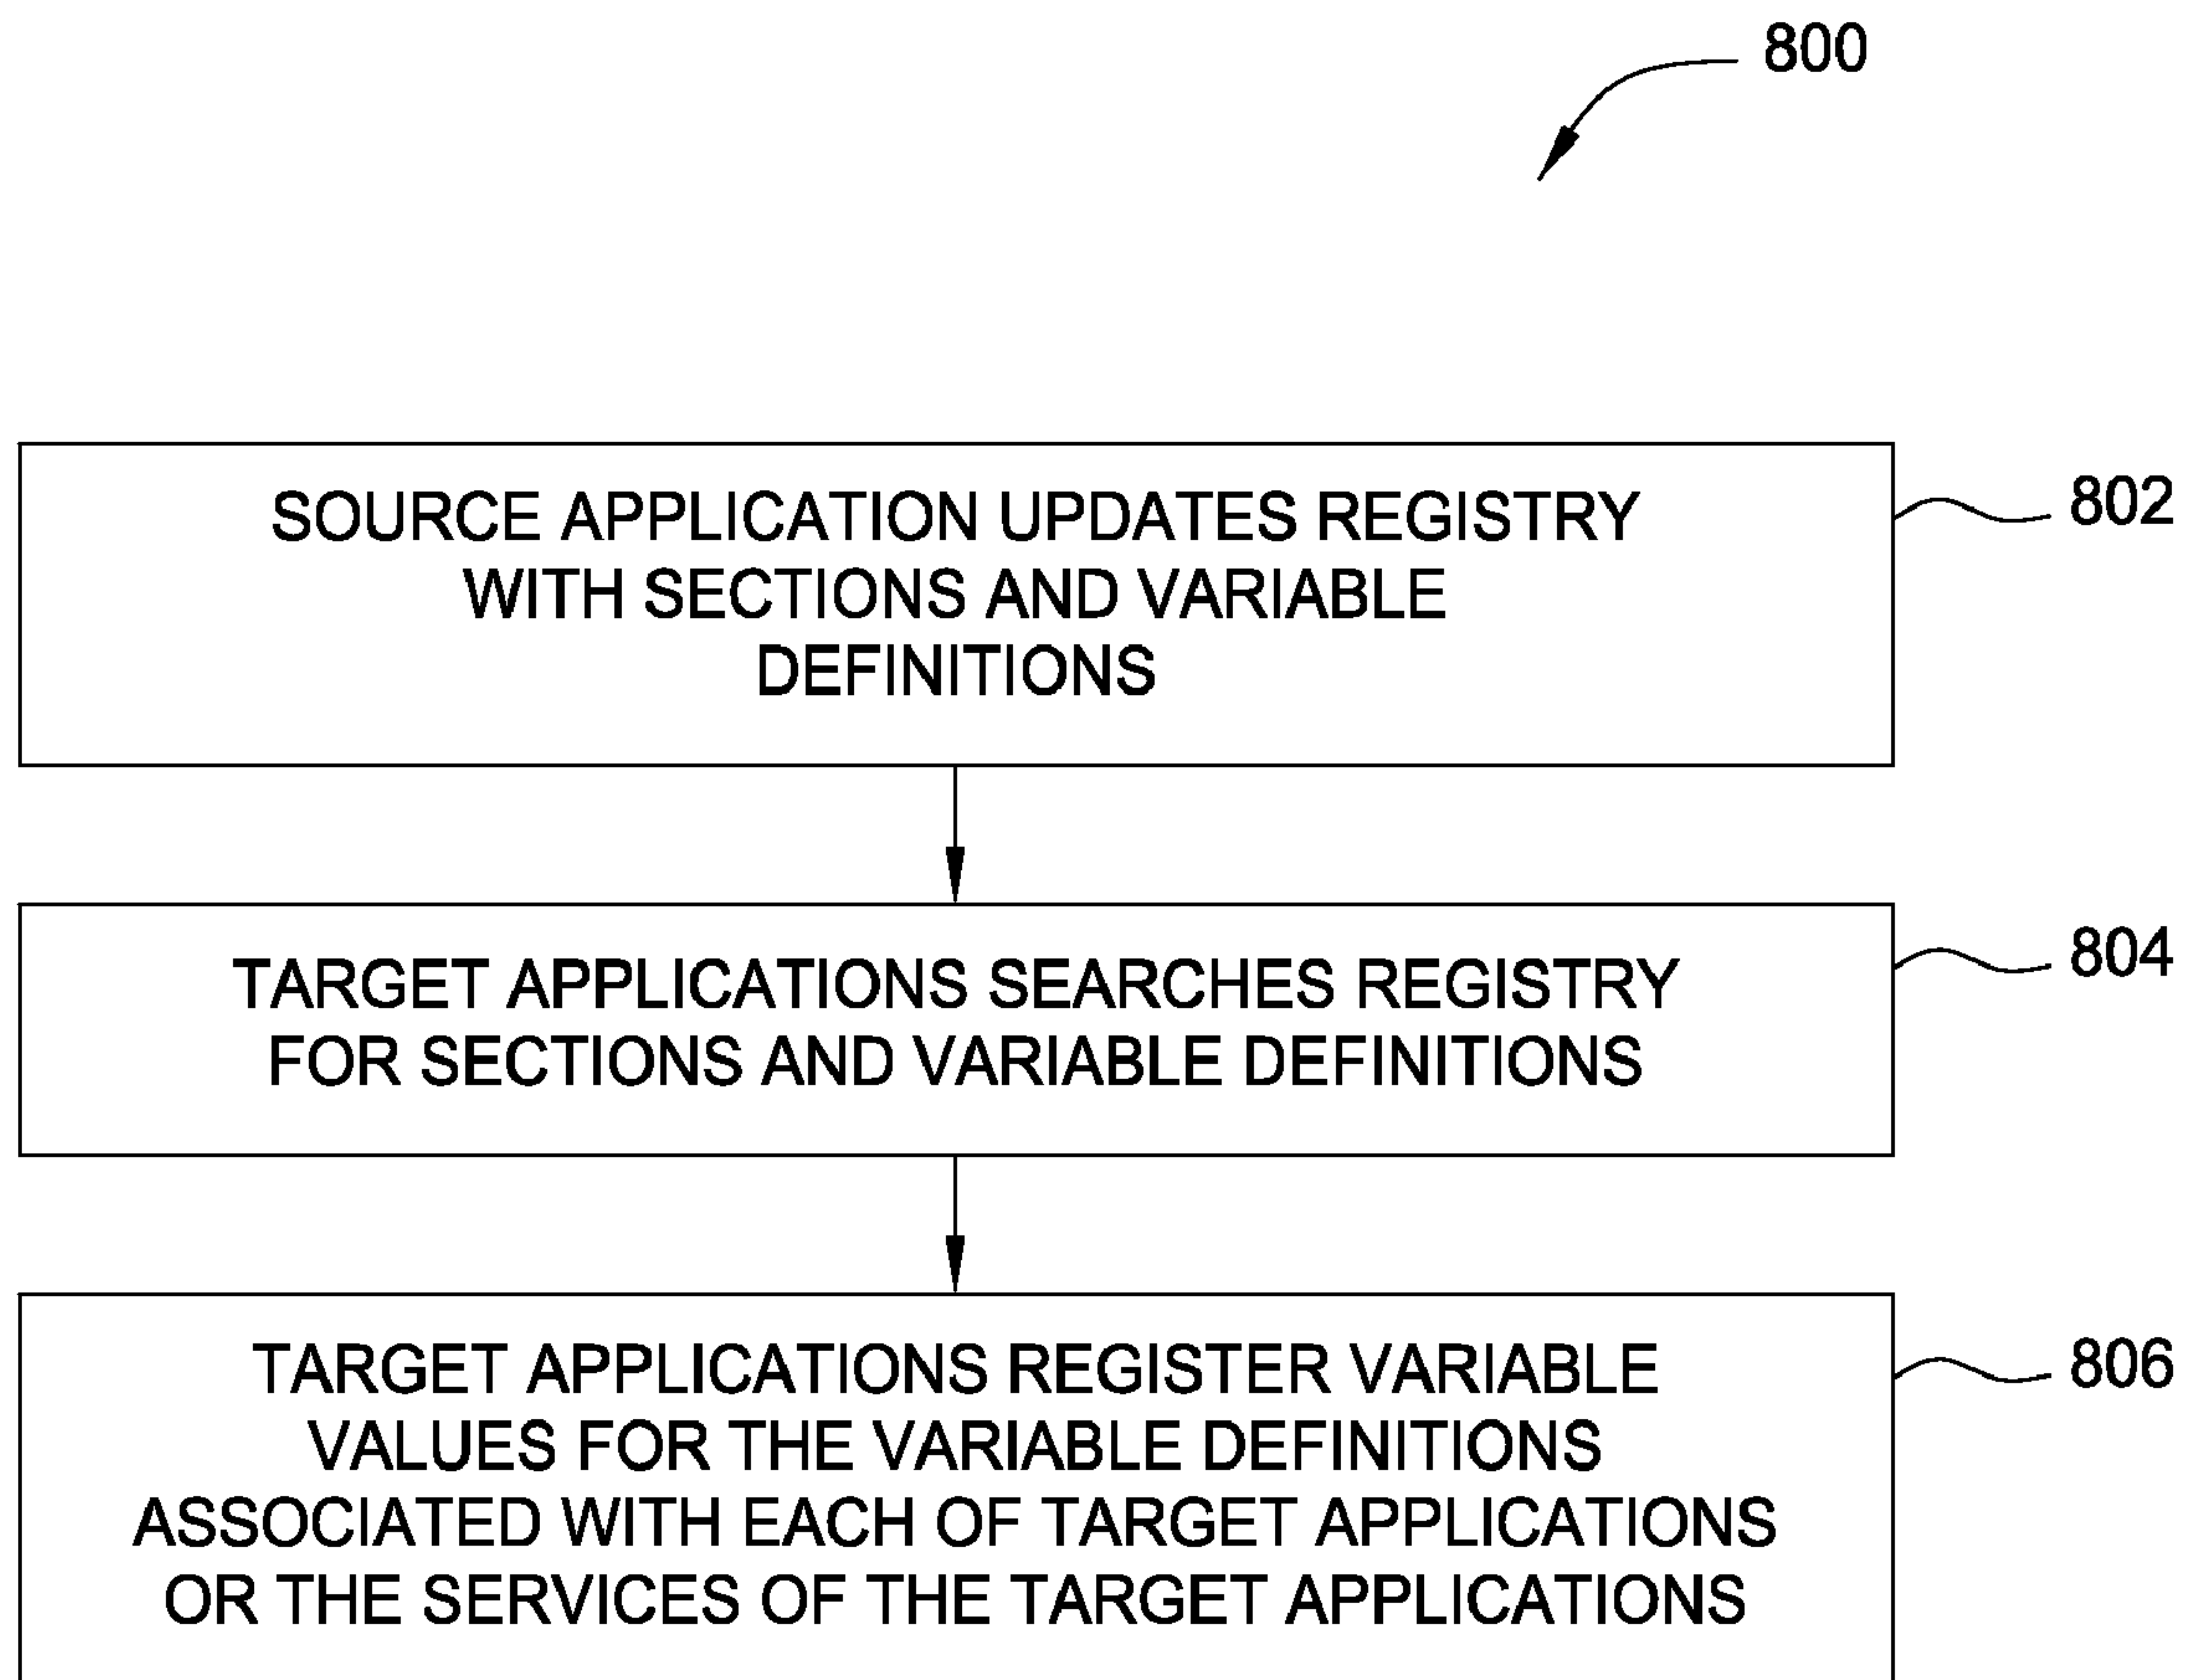 800
SOURCE APPLICATION UPDATES REGISTRY
WITH SECTIONS AND VARIABLE
DEFINITIONS
802
TARGET APPLICATIONS SEARCHES REGISTRY
FOR SECTIONS AND VARIABLE DEFINITIONS
804
TARGET APPLICATIONS REGISTER VARIABLE
VALUES FOR THE VARIABLE DEFINITIONS
ASSOCIATED WITH EACH OF TARGET APPLICATIONS
OR THE SERVICES OF THE TARGET APPLICATIONS
806